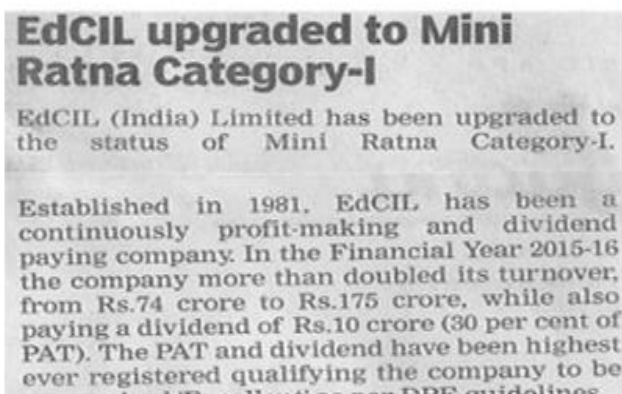 EdCIL upgraded to Mini
Ratna Category-I
EdCIL (India) Limited has been upgraded to
the status of Mini Ratna Category-I.
Established in 1981, EdCIL has been a
continuously profit-making and dividend
paying company. In the Financial Year 2015-16
the company more than doubled its turnover,
from Rs.74 crore to Rs.175 crore, while also
paying a dividend of Rs.10 crore (30 per cent of
PAT). The PAT and dividend have been highest
ever registered qualifying the company to be
as per DPE guidelines